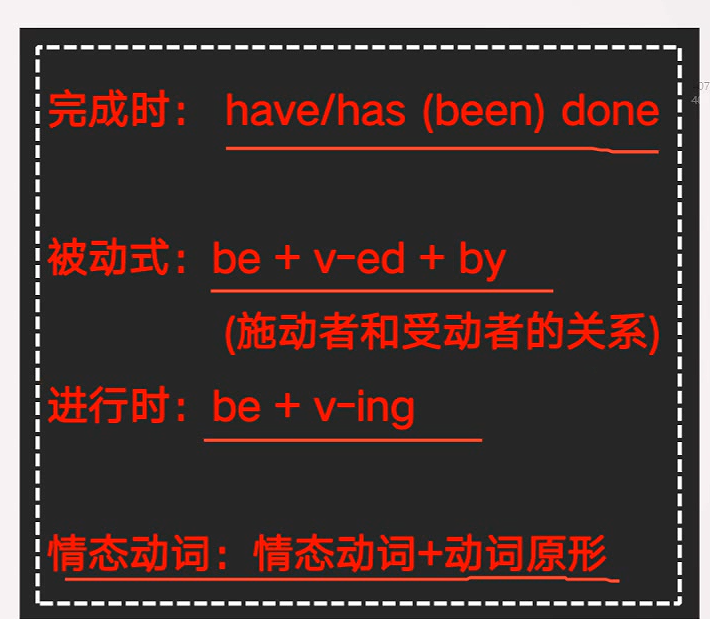 完成时： have/has (been) done
被动式：be + v-ed + by
(施动者和受动者的关系)
进行时：be + v-ing
情态动词：情态动词+动词原形